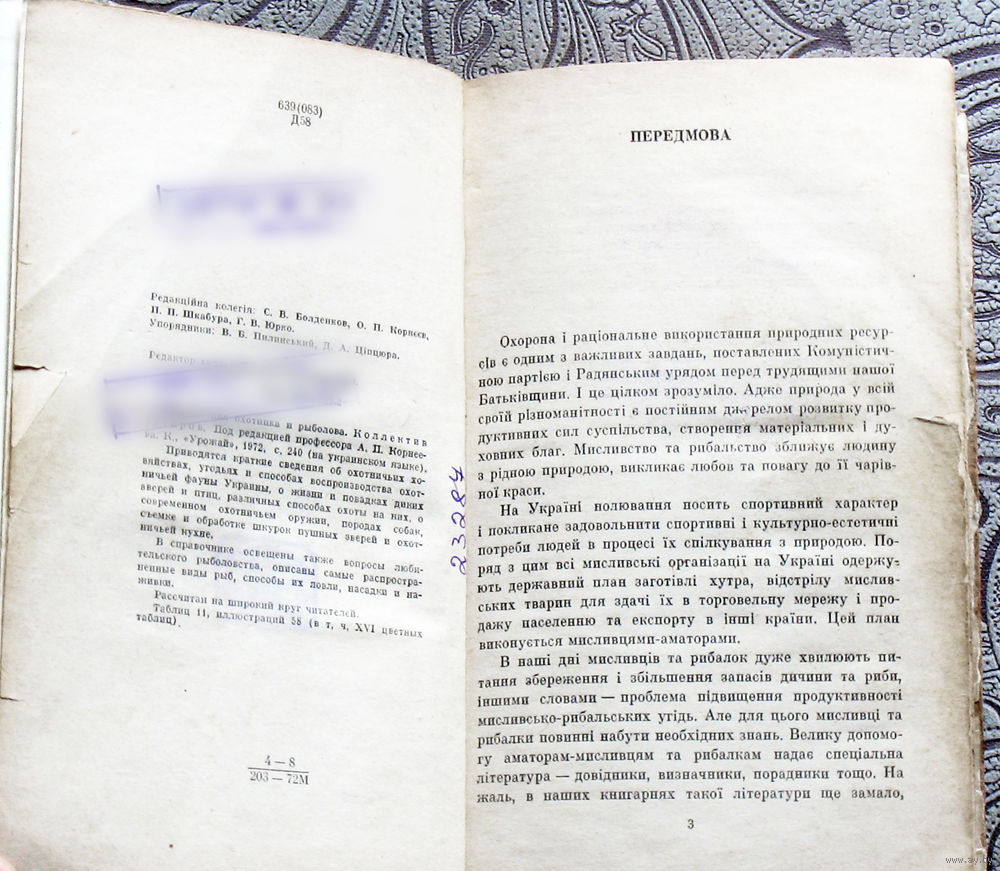 639(083)
Д58
Редакційна колегія: С. В. Болденков, О. П. Корнєєв,
П. П. Шкабура, Г. В. Юрко.
Упорядники: В. Б. Пилинський, Д. А. Ціпцюра.
Редактор
охотника и рыболова. Коллектив
Под редакцией профессора А. П. Корнее-
ва. К., «Урожай», 1972, с. 240 (на украинском языке).
Приводятся краткие сведения об охотничьих хо-
зяйствах, угодьях и способах воспроизводства охот-
ничьей фауны Украины, о жизни и повадках диких
зверей и птиц, различных способах охоты на них, о
современном охотничьем оружии, породах собак,
съемке и обработке шкурок пушных зверей и охот-
ничьей кухне.
В справочнике освещены также вопросы люби-
тельского рыболовства, описаны самые распростра-
ненные виды рыб, способы их ловли, насадки и на-
живки.
Рассчитан на широкий круг читателей.
Таблиц 11, иллюстраций 58 (в т. ч. XVI цветных
таблиц).
4—8
203—72М
23287
ПЕРЕДМОВА
Охорона і раціональне використання природних ресур-
сів є одним з важливих завдань, поставлених Комуністич-
ною партією і Радянським урядом перед трудящими нашої
Батьківщини. І це цілком зрозуміло. Адже природа у всій
своїй різноманітності є постійним джерелом розвитку про-
дуктивних сил суспільства, створення матеріальних і ду-
ховних благ. Мисливство та рибальство зближує людину
з рідною природою, викликає любов та повагу до її чарів-
ної краси.
На Україні полювання посить спортивний характер
і покликане задовольнити спортивні і культурно-естетичні
потреби людей в процесі їх спілкування з природою. По-
ряд з цим всі мисливські організації на Україні одержу-
ють державний план заготівлі хутра, відстрілу мислив-
ських тварин для здачі їх в торговельну мережу і про-
дажу населенню та експорту в інші країни. Цей план
виконується мисливцями-аматорами.
В наші дні мисливців та рибалок дуже хвилюють пи-
тання збереження і збільшення запасів дичини та риби,
іншими словами — проблема підвищення продуктивності
мисливсько-рибальських угідь. Але для цього мисливці та
рибалки повинні набути необхідних знань. Велику допомо-
гу аматорам-мисливцям та рибалкам надає спеціальна
література — довідники, визначники, порадники тощо. На
жаль, в наших книгарнях такої літератури ще замало,
3
www.ay.by